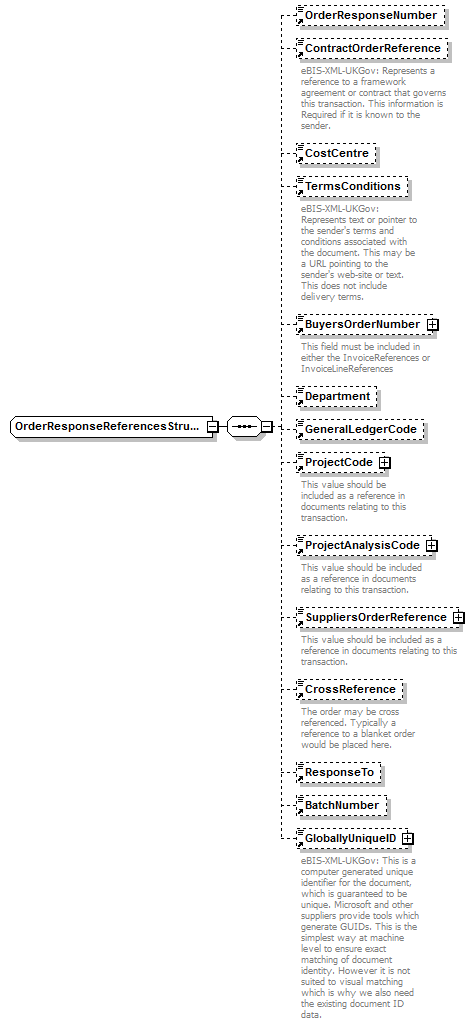 OrderResponseNumber
ContractOrderReference
eBIS-XML-UKGov: Represents a
reference to a framework
agreement or contract that governs
this transaction. This information is
Required if it is known to the
sender.
CostCentre
TermsConditions
eBIS-XML-UKGov:
Represents text or pointer to
the sender's terms and
conditions associated with
the document. This may be
a URL pointing to the
sender's web-site or text.
This does not include
delivery terms.
BuyersOrderNumber
This field must be included in
either the InvoiceReferences or
InvoiceLineReferences
Department
OrderResponseReferencesStru...
GeneralLedgerCode
ProjectCode
This value should be
included as a reference in
documents relating to this
transaction.
ProjectAnalysisCode
This value should be included
as a reference in documents
relating to this transaction.
SuppliersOrderReference
This value should be included as a
reference in documents relating to this
transaction.
CrossReference
The order may be cross
referenced. Typically a
reference to a blanket order
would be placed here.
ResponseTo
BatchNumber
GloballyUniqueID
eBIS-XML-UKGov: This is a
computer generated unique
identifier for the document,
which is guaranteed to be
unique. Microsoft and other
suppliers provide tools which
generate GUIDs. This is the
simplest way at machine
level to ensure exact
matching of document
identity. However it is not
suited to visual matching
which is why we also need
the existing document ID
data.